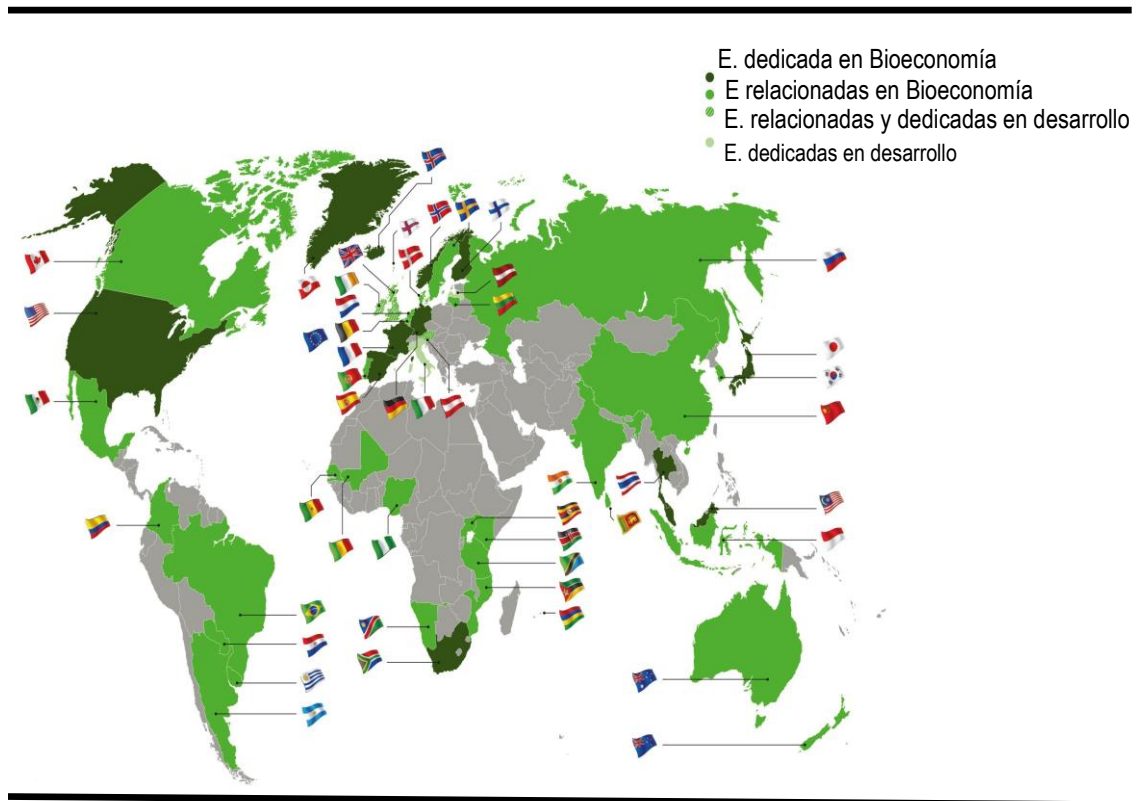 E. dedicada en Bioeconomía
E relacionadas en Bioeconomía
E. relacionadas y dedicadas en desarrollo
E. dedicadas en desarrollo